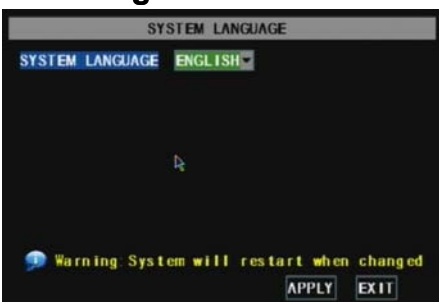 SYSTEM LANGUAGE
SYSTEM LANGUAGE ENGLISH
Warning:System will restart when changed
APPLY EXIT